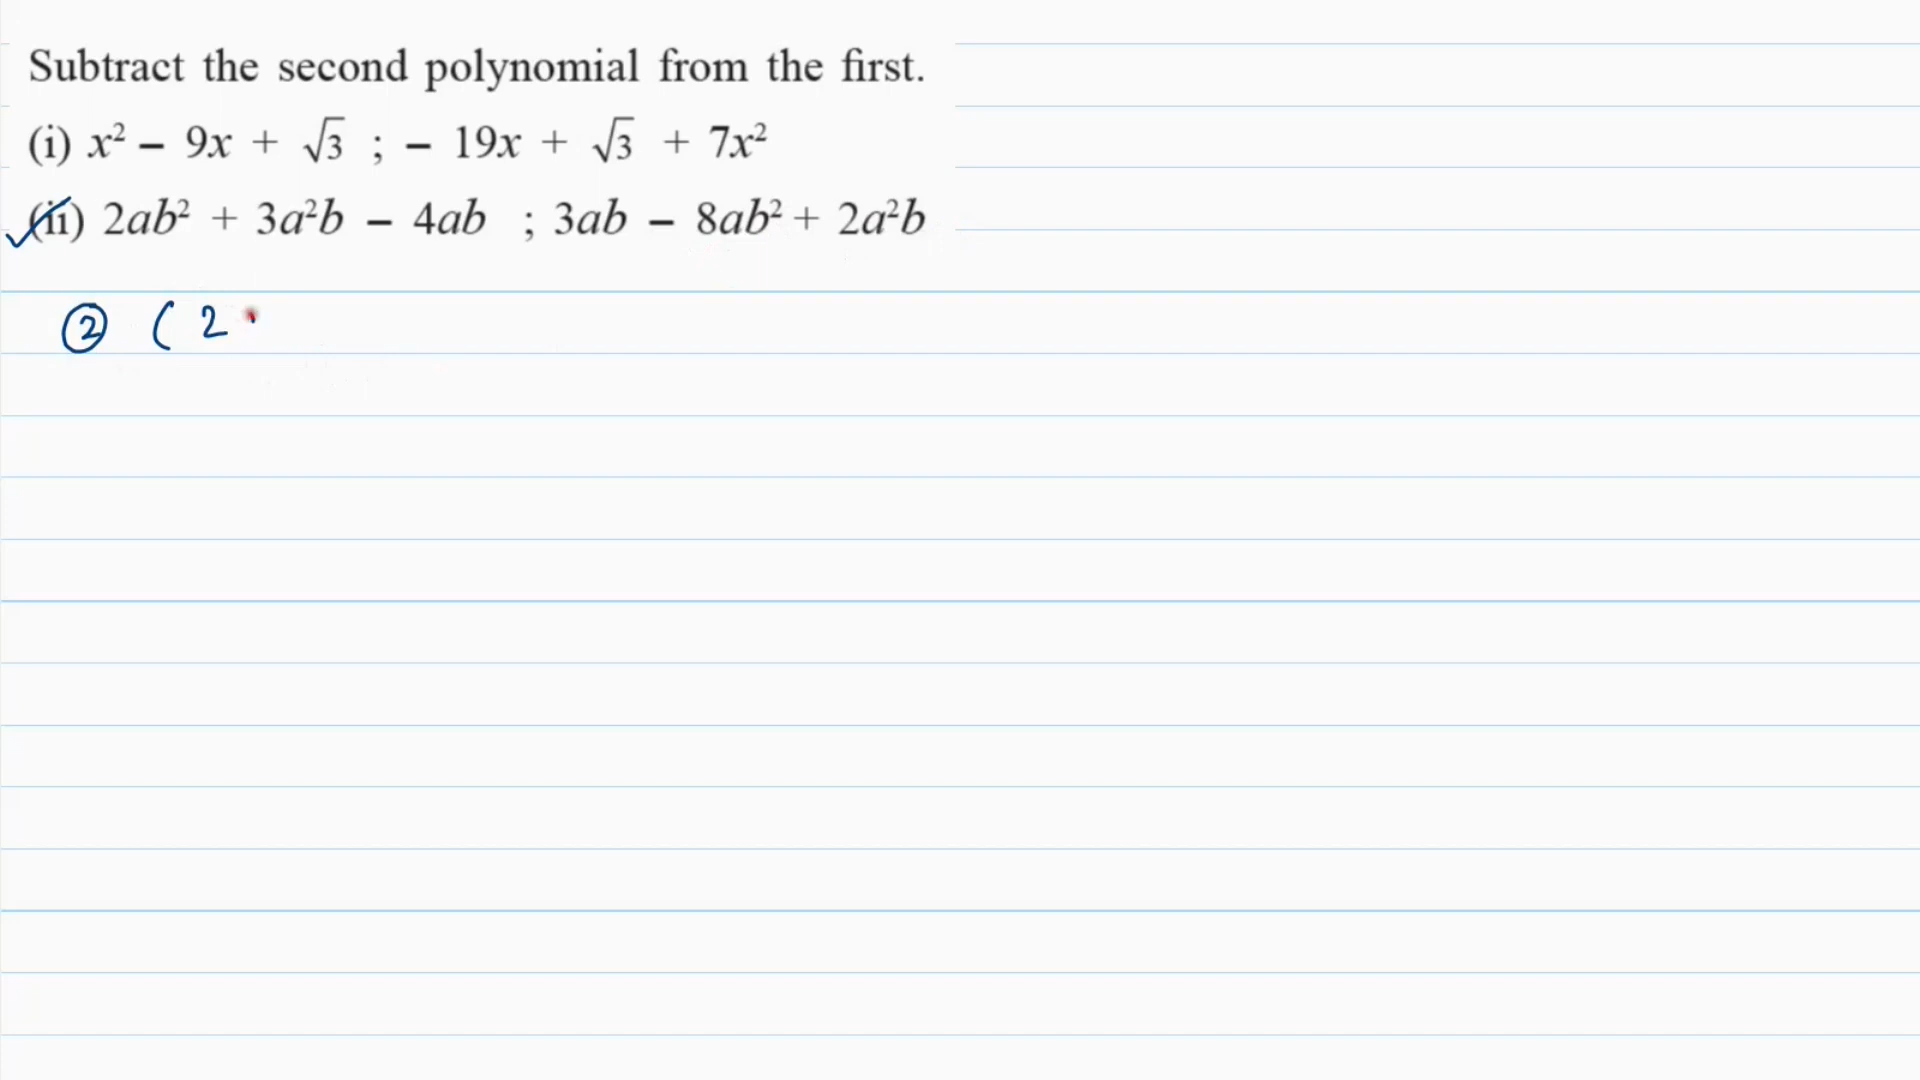 Subtract the second polynomial from the first.
(i) x² – 9x + √3 ; – 19x + √3 + 7x²
(ii) 2ab² + 3a²b – 4ab ; 3ab – 8ab² + 2a²b
② ( 2